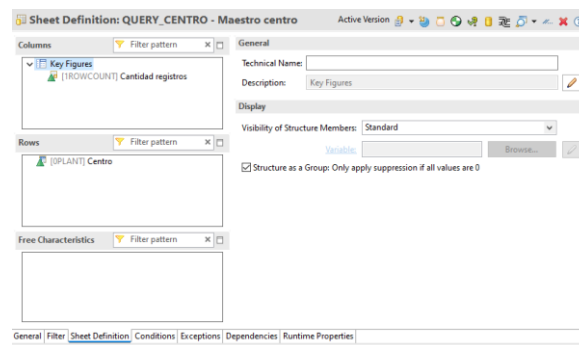 Sheet Definition: QUERY_CENTRO - Maestro centro
Active Version
Columns
Filter pattern
Key Figures
[1ROWCOUNT] Cantidad registros
Rows
Filter pattern
[0PLANT] Centro
Free Characteristics
Filter pattern
General
Technical Name:
Description: Key Figures
Display
Visibility of Structure Members: Standard
Variable:
Browse...
Structure as a Group: Only apply suppression if all values are 0
General Filter Sheet Definition Conditions Exceptions Dependencies Runtime Properties